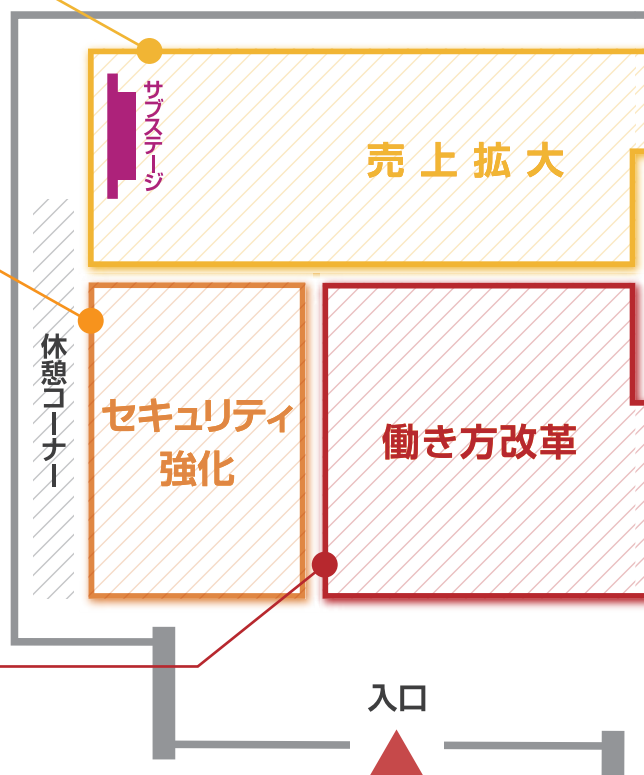 サブステージ
売上拡大
休憩コーナー
セキュリティ
強化
働き方改革
入口